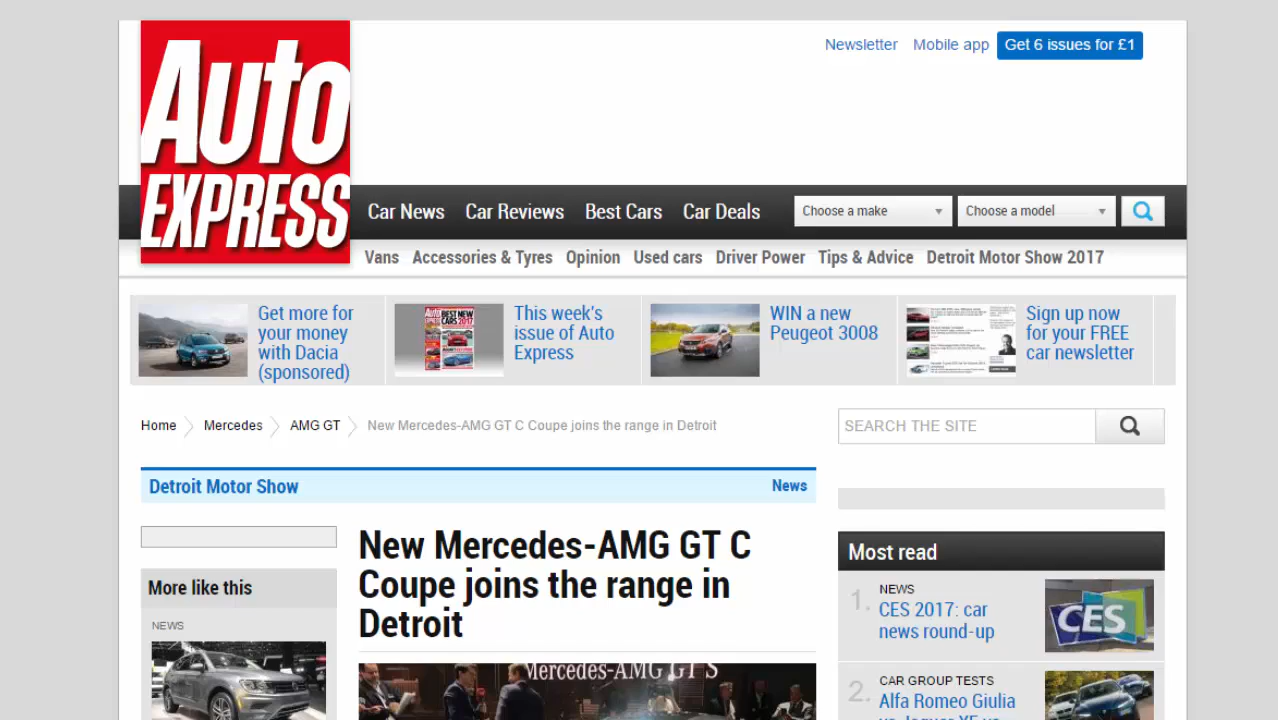 Newsletter Mobile app Get 6 issues for £1
Auto
EXPRESS
Car News Car Reviews Best Cars Car Deals Choose a make Choose a model
Vans Accessories & Tyres Opinion Used cars Driver Power Tips & Advice Detroit Motor Show 2017
Get more for
your money
with Dacia
(sponsored)
This week's
issue of Auto
Express
WIN a new
Peugeot 3008
Sign up now
for your FREE
car newsletter
Home Mercedes AMG GT New Mercedes-AMG GT C Coupe joins the range in Detroit
SEARCH THE SITE
Detroit Motor Show News
New Mercedes-AMG GT C
Coupe joins the range in
Detroit
Mercedes-AMG GT S
More like this
NEWS
Most read
1. NEWS
CES 2017: car
news round-up
CES
2. CAR GROUP TESTS
Alfa Romeo Giulia
vs Jaguar XE vs